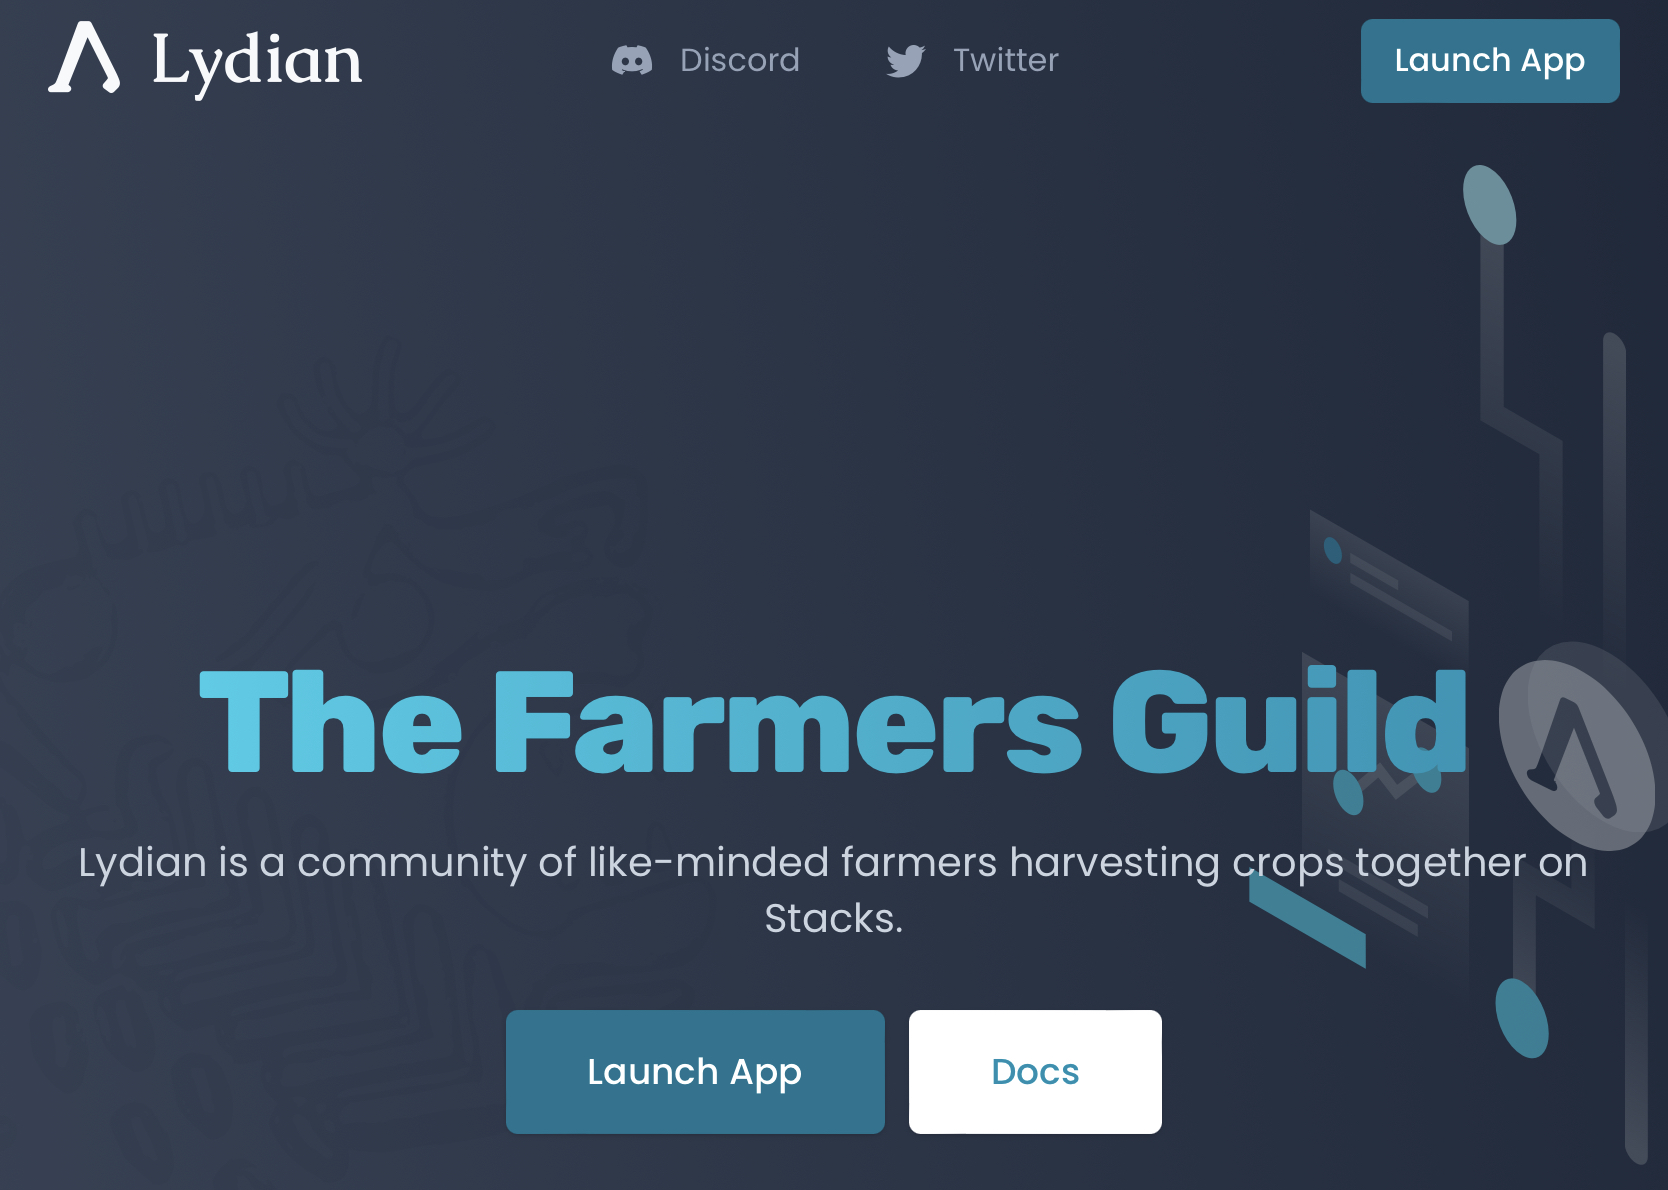 Lydian
Discord
Twitter
Launch App
The Farmers Guild
Lydian is a community of like-minded farmers harvesting crops together on
Stacks.
Launch App
Docs